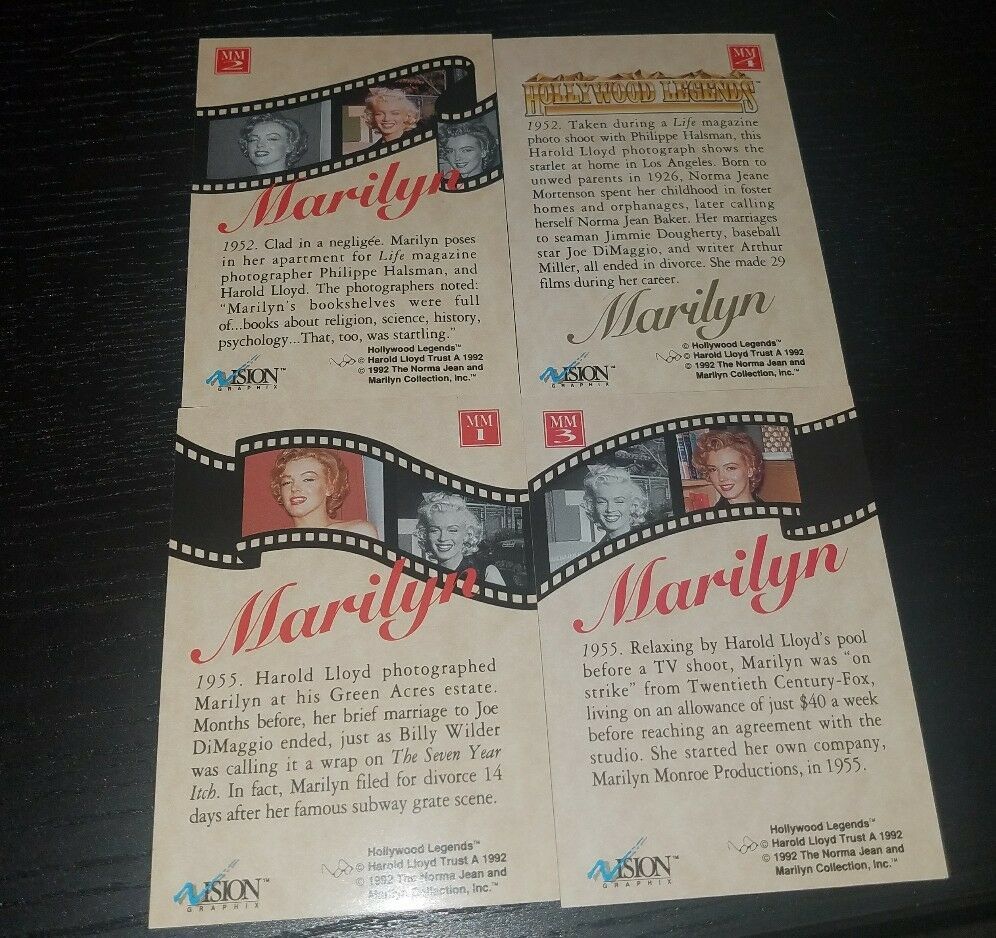 MM
2
Marilyn
1952. Clad in a negligée. Marilyn poses
in her apartment for Life magazine
photographer Philippe Halsman, and
Harold Lloyd. The photographers noted:
"Marilyn's bookshelves were full
of...books about religion, science, history,
psychology...That, too, was startling."
Hollywood Legends™
© Harold Lloyd Trust A 1992
© 1992 The Norma Jean and
Marilyn Collection, Inc.™
VISION™
GRAPHIX
MM
4
HOLLYWOOD LEGENDS™
1952. Taken during a Life magazine
photo shoot with Philippe Halsman, this
Harold Lloyd photograph shows the
starlet at home in Los Angeles. Born to
unwed parents in 1926, Norma Jeane
Mortenson spent her childhood in foster
homes and orphanages, later calling
herself Norma Jean Baker. Her marriages
to seaman Jimmie Dougherty, baseball
star Joe DiMaggio, and writer Arthur
Miller, all ended in divorce. She made 29
films during her career.
Marilyn
© Hollywood Legends™
© Harold Lloyd Trust A 1992
© 1992 The Norma Jean and
Marilyn Collection, Inc.™
VISION™
GRAPHIX
MM
1
Marilyn
1955. Harold Lloyd photographed
Marilyn at his Green Acres estate.
Months before, her brief marriage to Joe
DiMaggio ended, just as Billy Wilder
was calling it a wrap on The Seven Year
Itch. In fact, Marilyn filed for divorce 14
days after her famous subway grate scene.
Hollywood Legends™
© Harold Lloyd Trust A 1992
© 1992 The Norma Jean and
Marilyn Collection, Inc.™
VISION™
GRAPHIX
MM
3
Marilyn
1955. Relaxing by Harold Lloyd's pool
before a TV shoot, Marilyn was "on
strike" from Twentieth Century-Fox,
living on an allowance of just $40 a week
before reaching an agreement with the
studio. She started her own company,
Marilyn Monroe Productions, in 1955.
Hollywood Legends™
© Harold Lloyd Trust A 1992
© 1992 The Norma Jean and
Marilyn Collection, Inc.™
VISION™
GRAPHIX